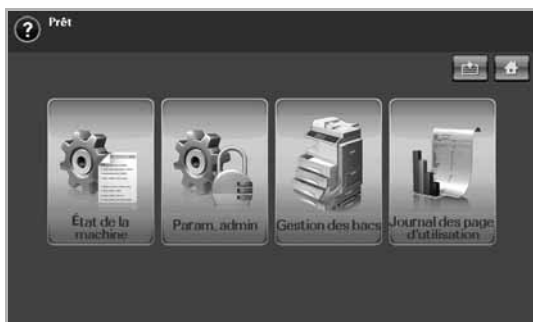 Prêt
État de la
machine
Param. admin
Gestion des bacs
Journal des page
d'utilisation